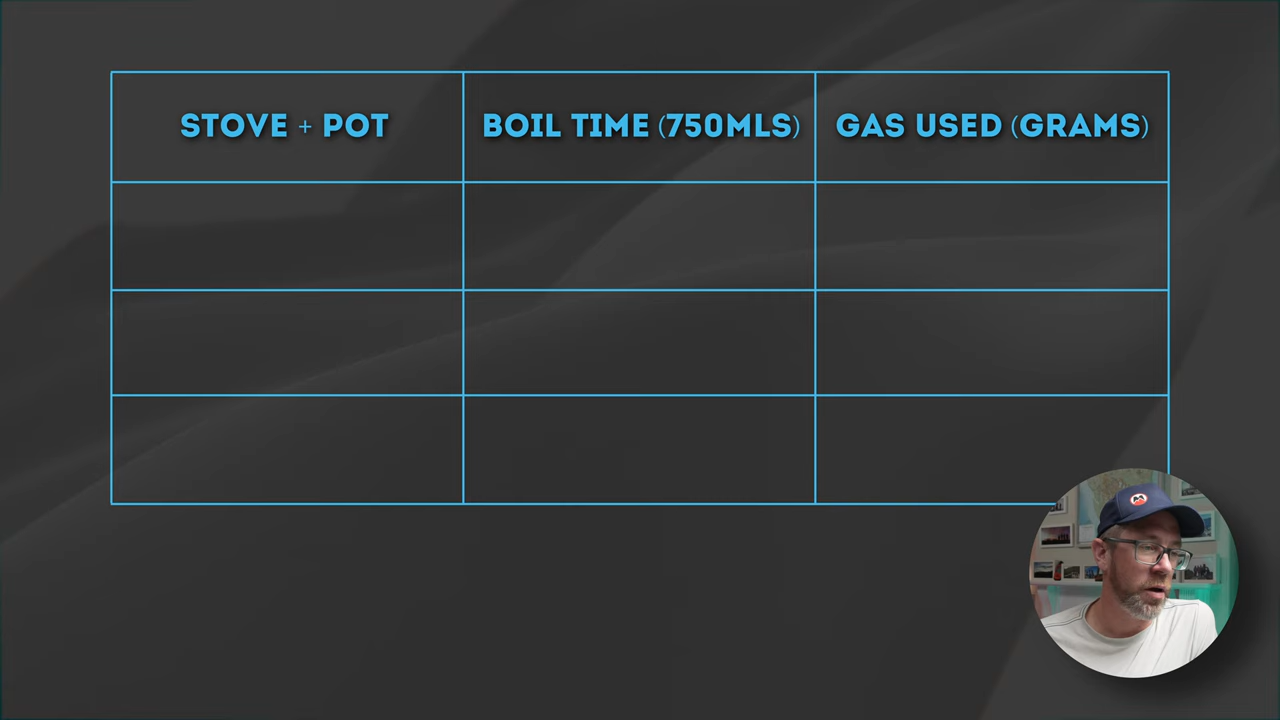 STOVE + POT
BOIL TIME (750MLS)
GAS USED (GRAMS)